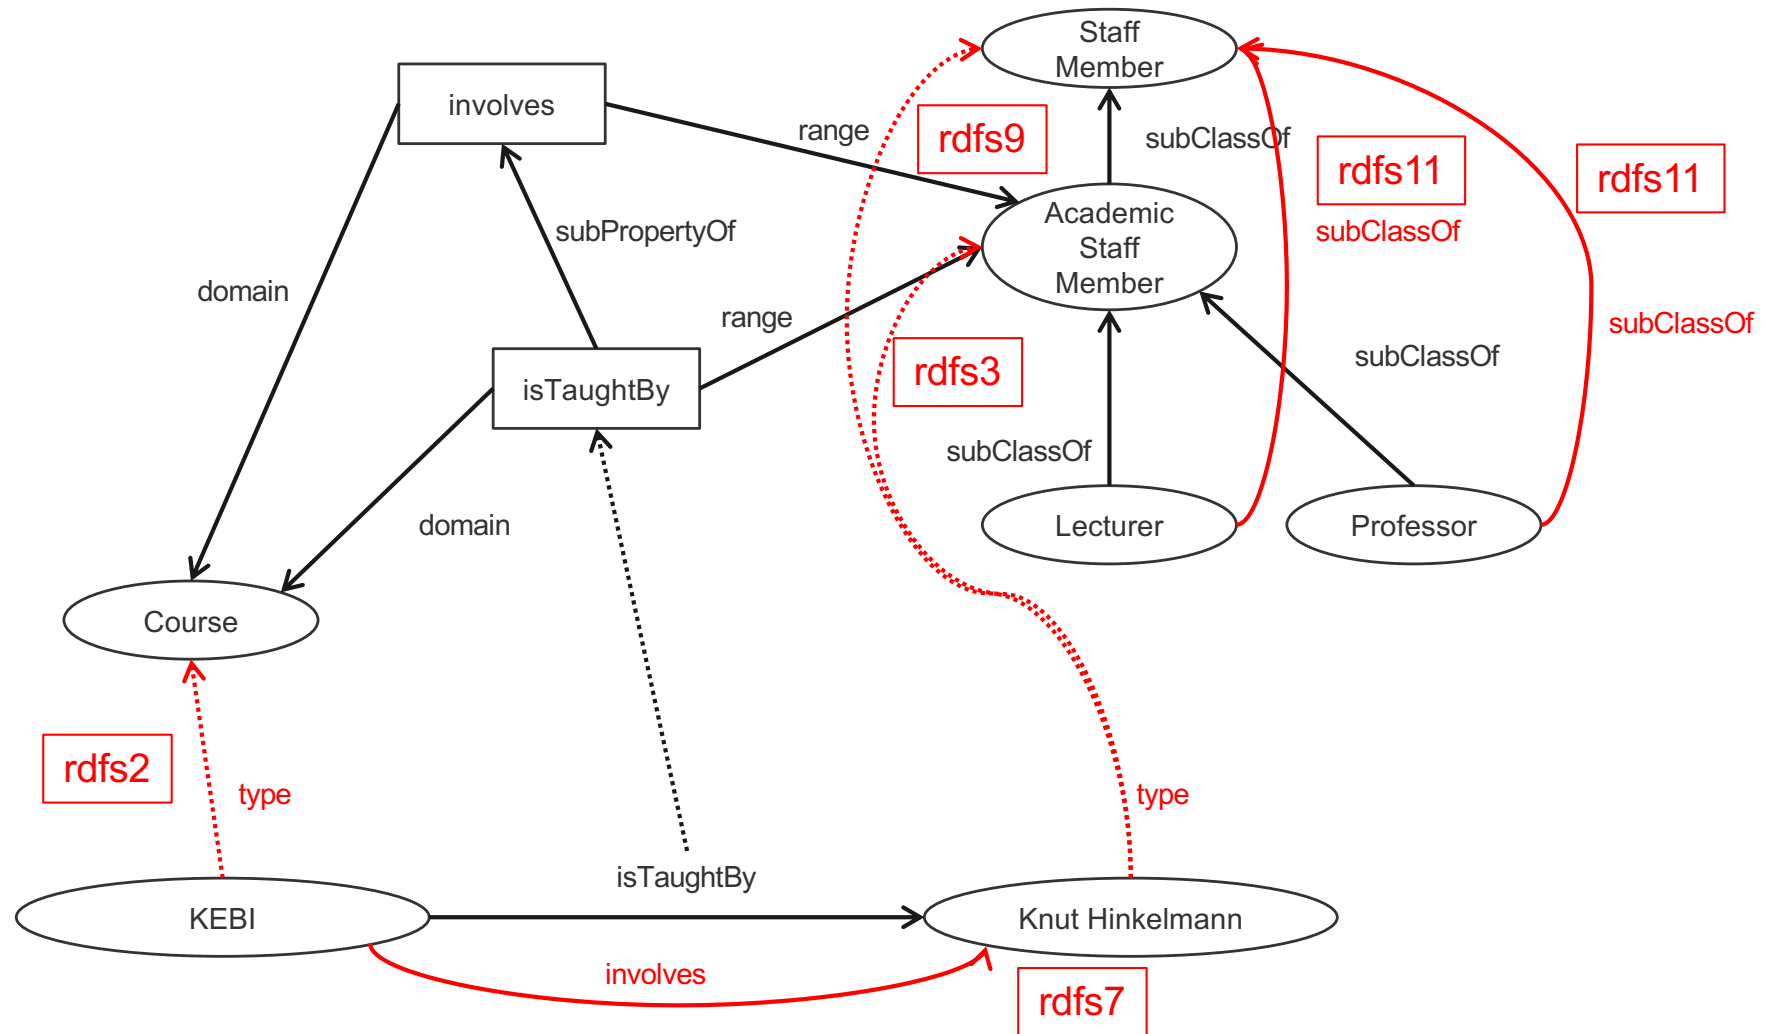 Staff
Member
involves
range
rdfs9
subClassOf
rdfs11
rdfs11
Academic
Staff
Member
subPropertyOf
subClassOf
domain
range
subClassOf
subClassOf
rdfs3
isTaughtBy
subClassOf
domain
Lecturer
Professor
Course
rdfs2
type
type
isTaughtBy
KEBI
Knut Hinkelmann
involves
rdfs7